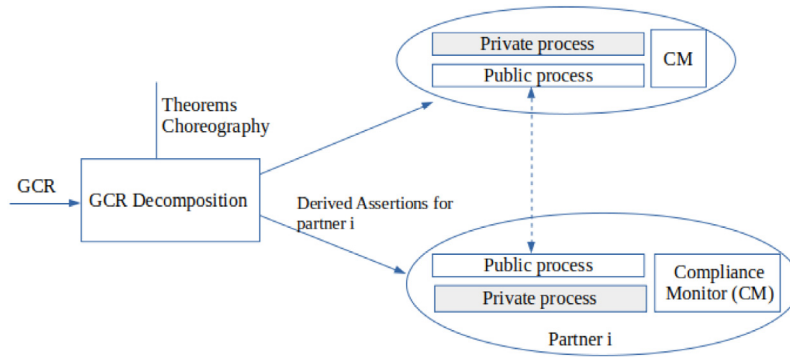 Private process
Public process
CM
Theorems
Choreography
GCR
GCR Decomposition
Derived Assertions for
partner i
Public process
Private process
Compliance
Monitor (CM)
Partner i